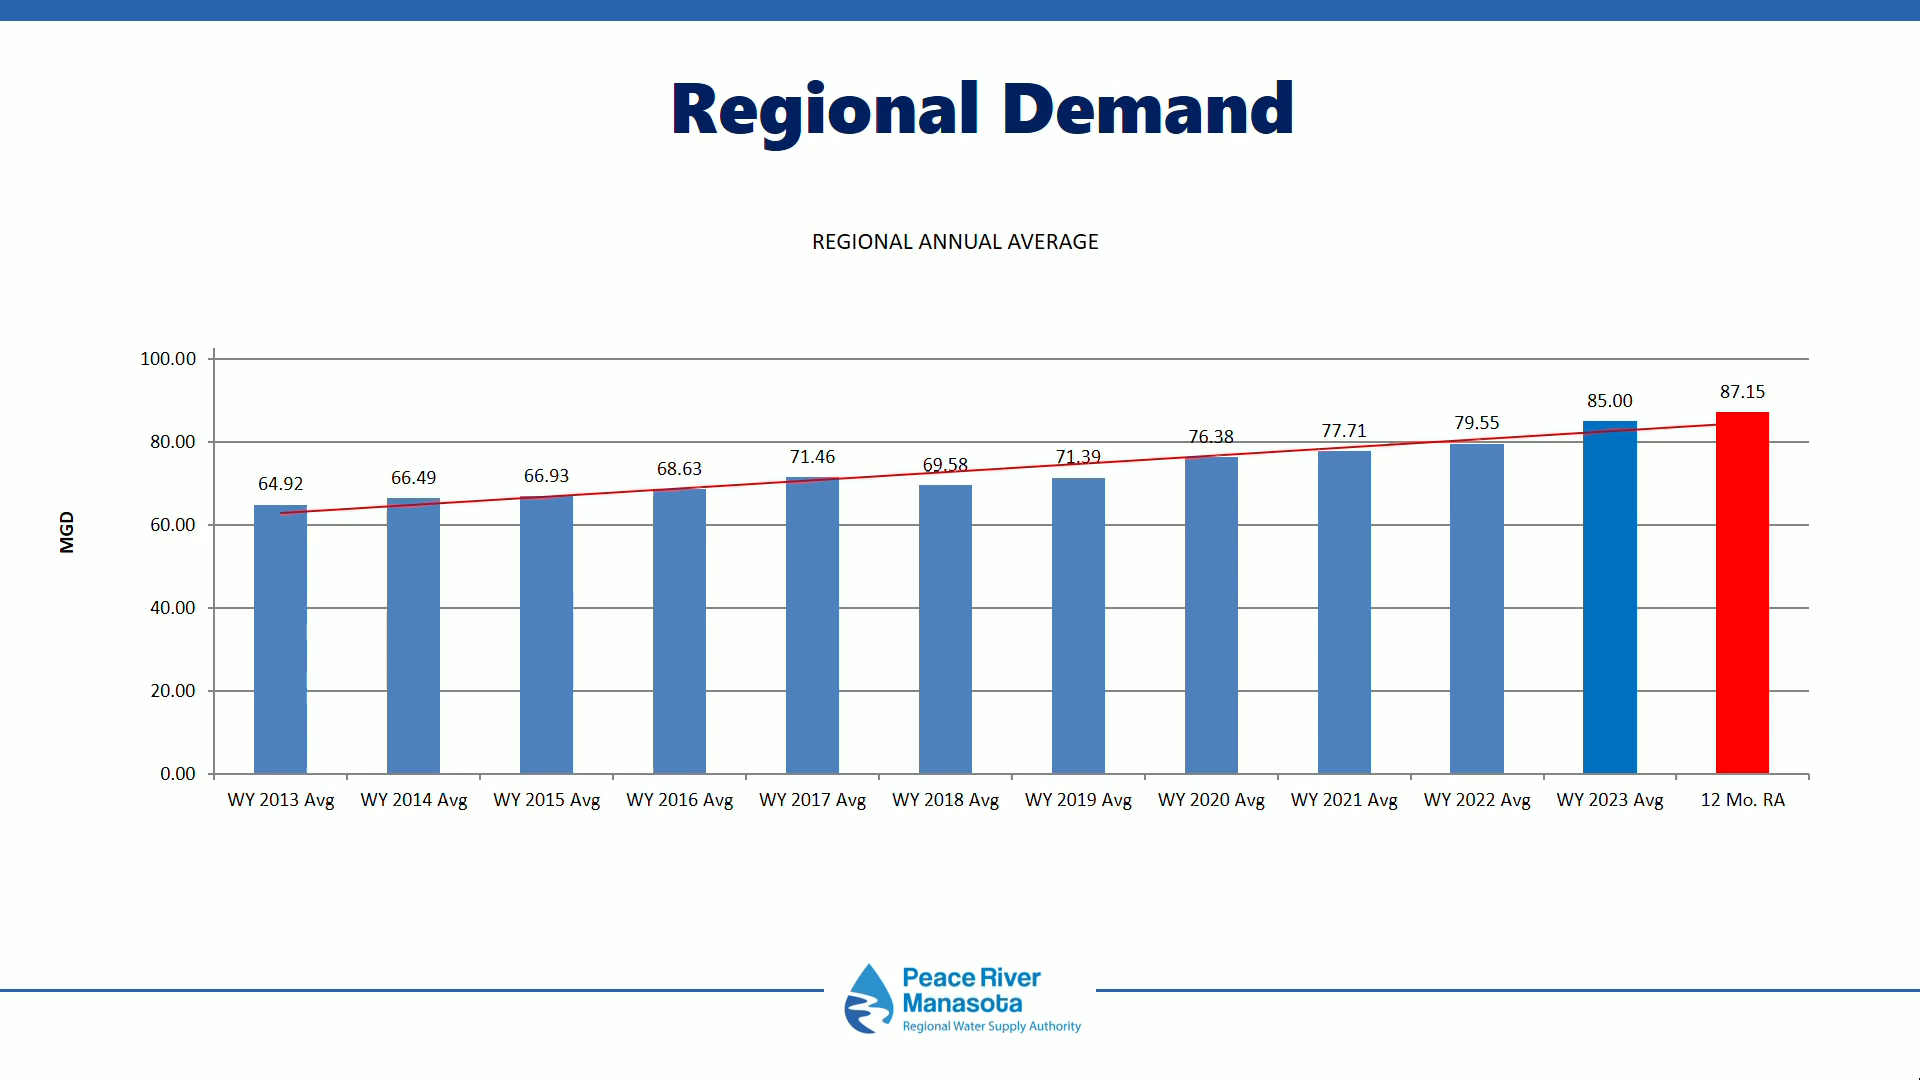 Regional Demand
REGIONAL ANNUAL AVERAGE
MGD
100.00
80.00
60.00
40.00
20.00
0.00
64.92
66.49
66.93
68.63
71.46
69.58
71.39
76.38
77.71
79.55
85.00
87.15
WY 2013 Avg
WY 2014 Avg
WY 2015 Avg
WY 2016 Avg
WY 2017 Avg
WY 2018 Avg
WY 2019 Avg
WY 2020 Avg
WY 2021 Avg
WY 2022 Avg
WY 2023 Avg
12 Mo. RA
Peace River
Manasota
Regional Water Supply Authority